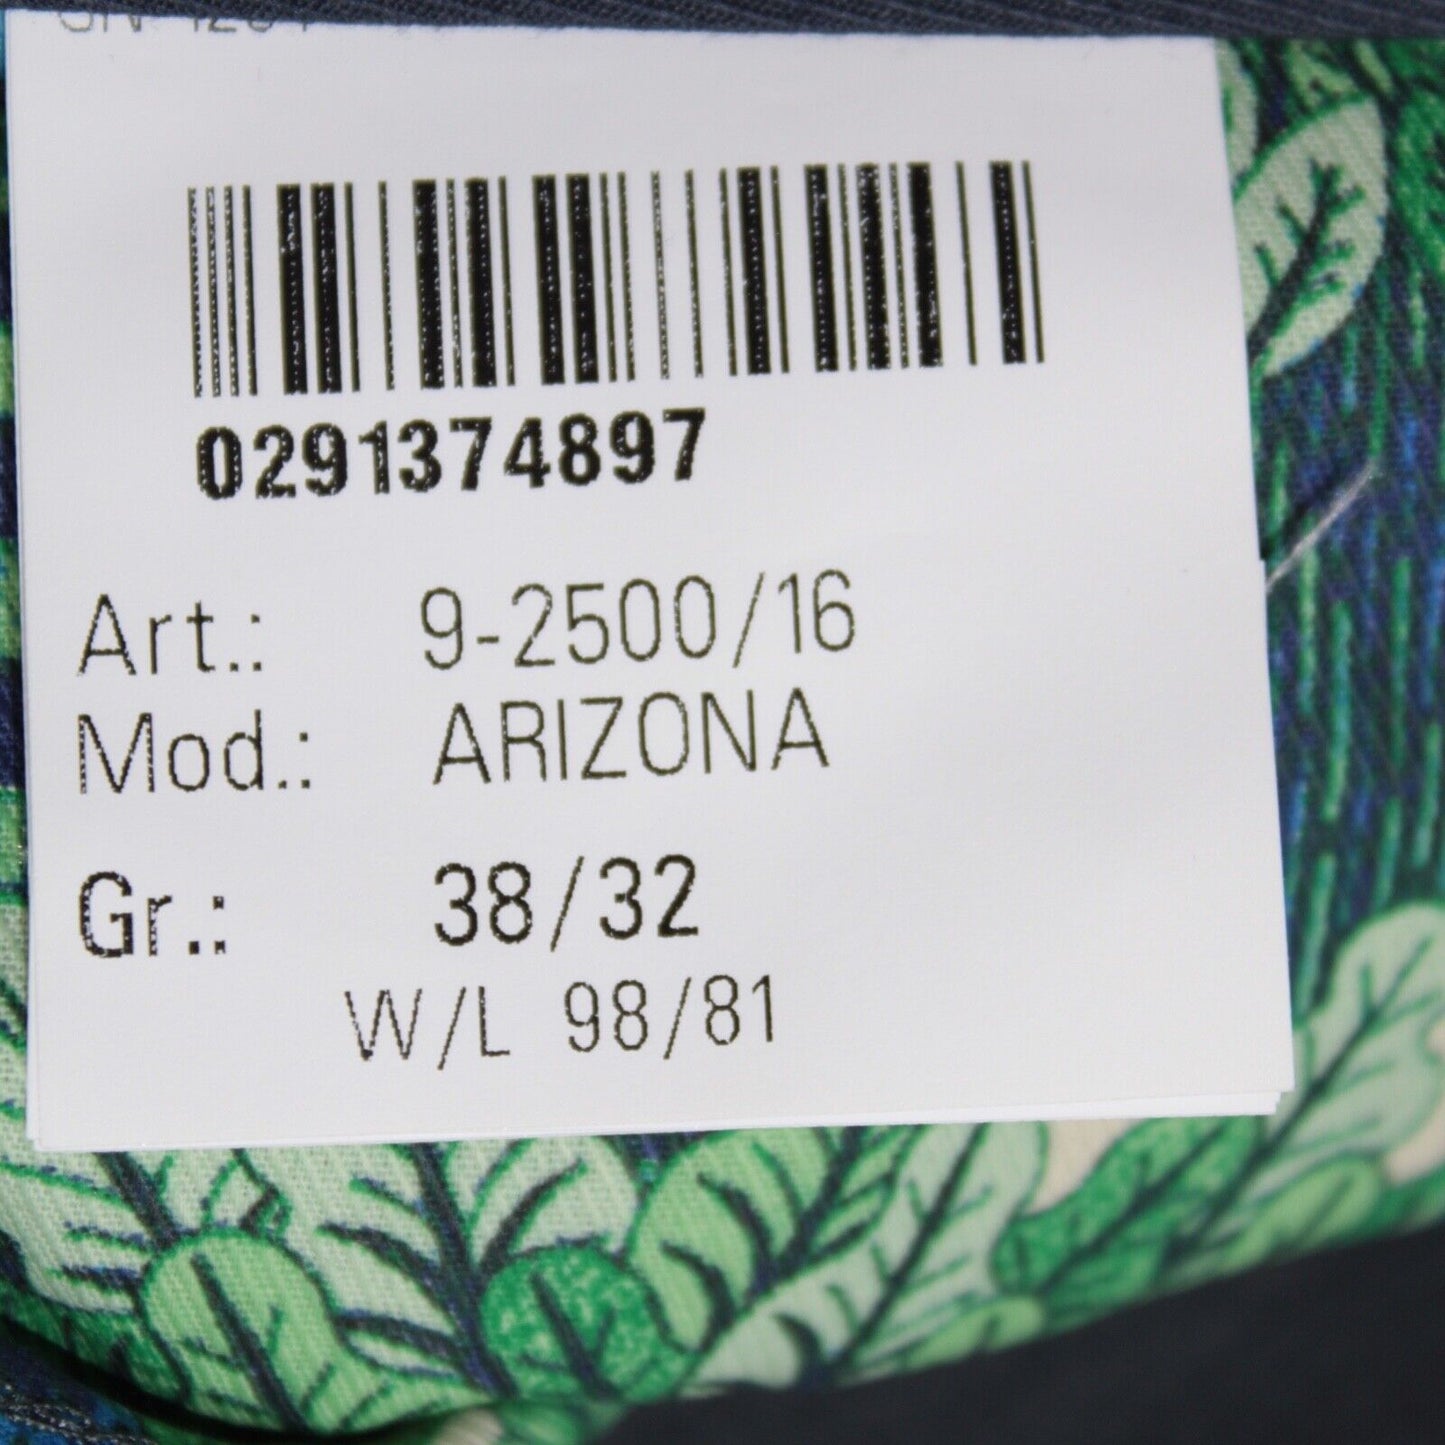 0291374897
Art.: 9-2500/16
Mod.: ARIZONA
Gr.: 38/32
W/L 98/81